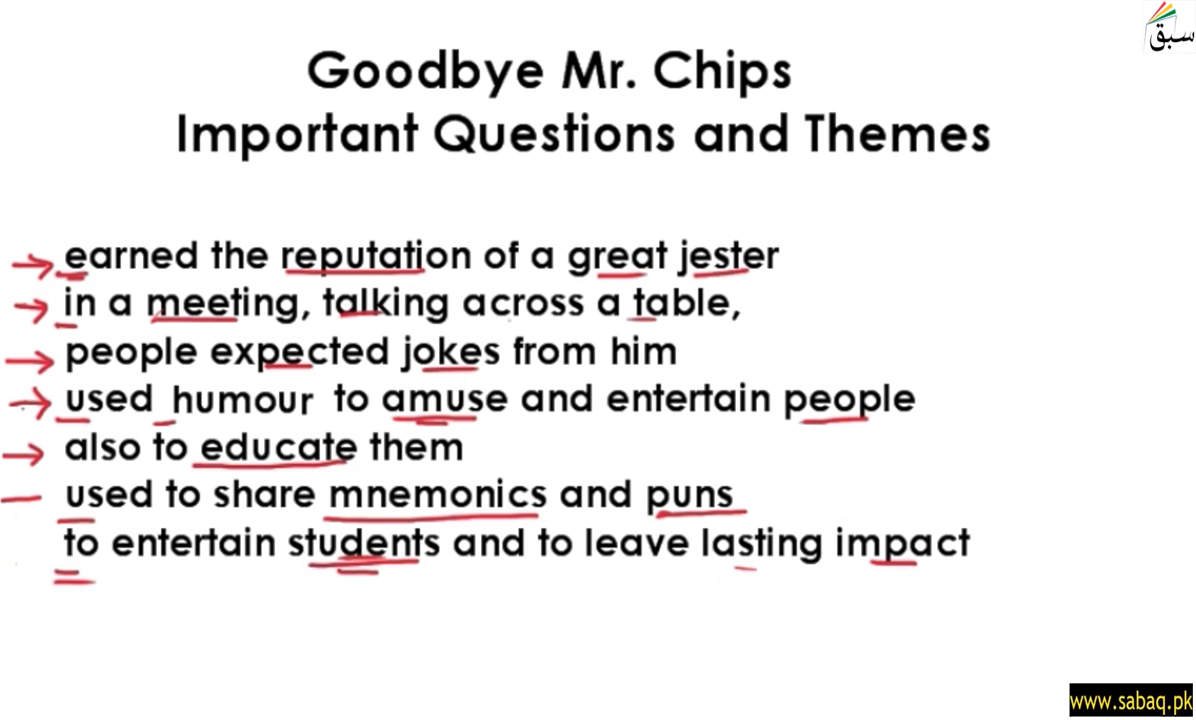 سبق
Goodbye Mr. Chips
Important Questions and Themes
earned the reputation of a great jester
in a meeting, talking across a table,
people expected jokes from him
used humour to amuse and entertain people
also to educate them
used to share mnemonics and puns
to entertain students and to leave lasting impact
www.sabaq.pk